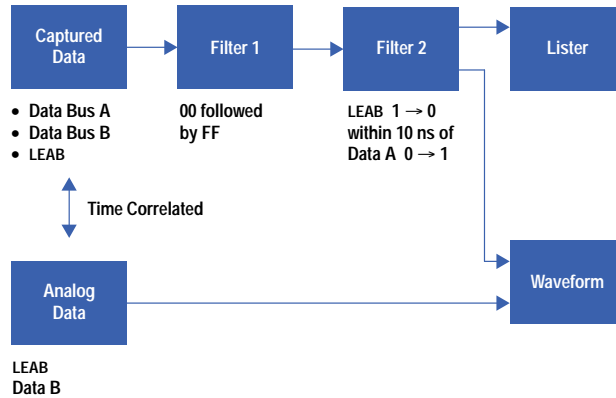 Captured
Data
Filter 1
Filter 2
Lister
• Data Bus A
• Data Bus B
• LEAB
00 followed
by FF
LEAB 1 → 0
within 10 ns of
Data A 0 → 1
Time Correlated
Analog
Data
Waveform
LEAB
Data B